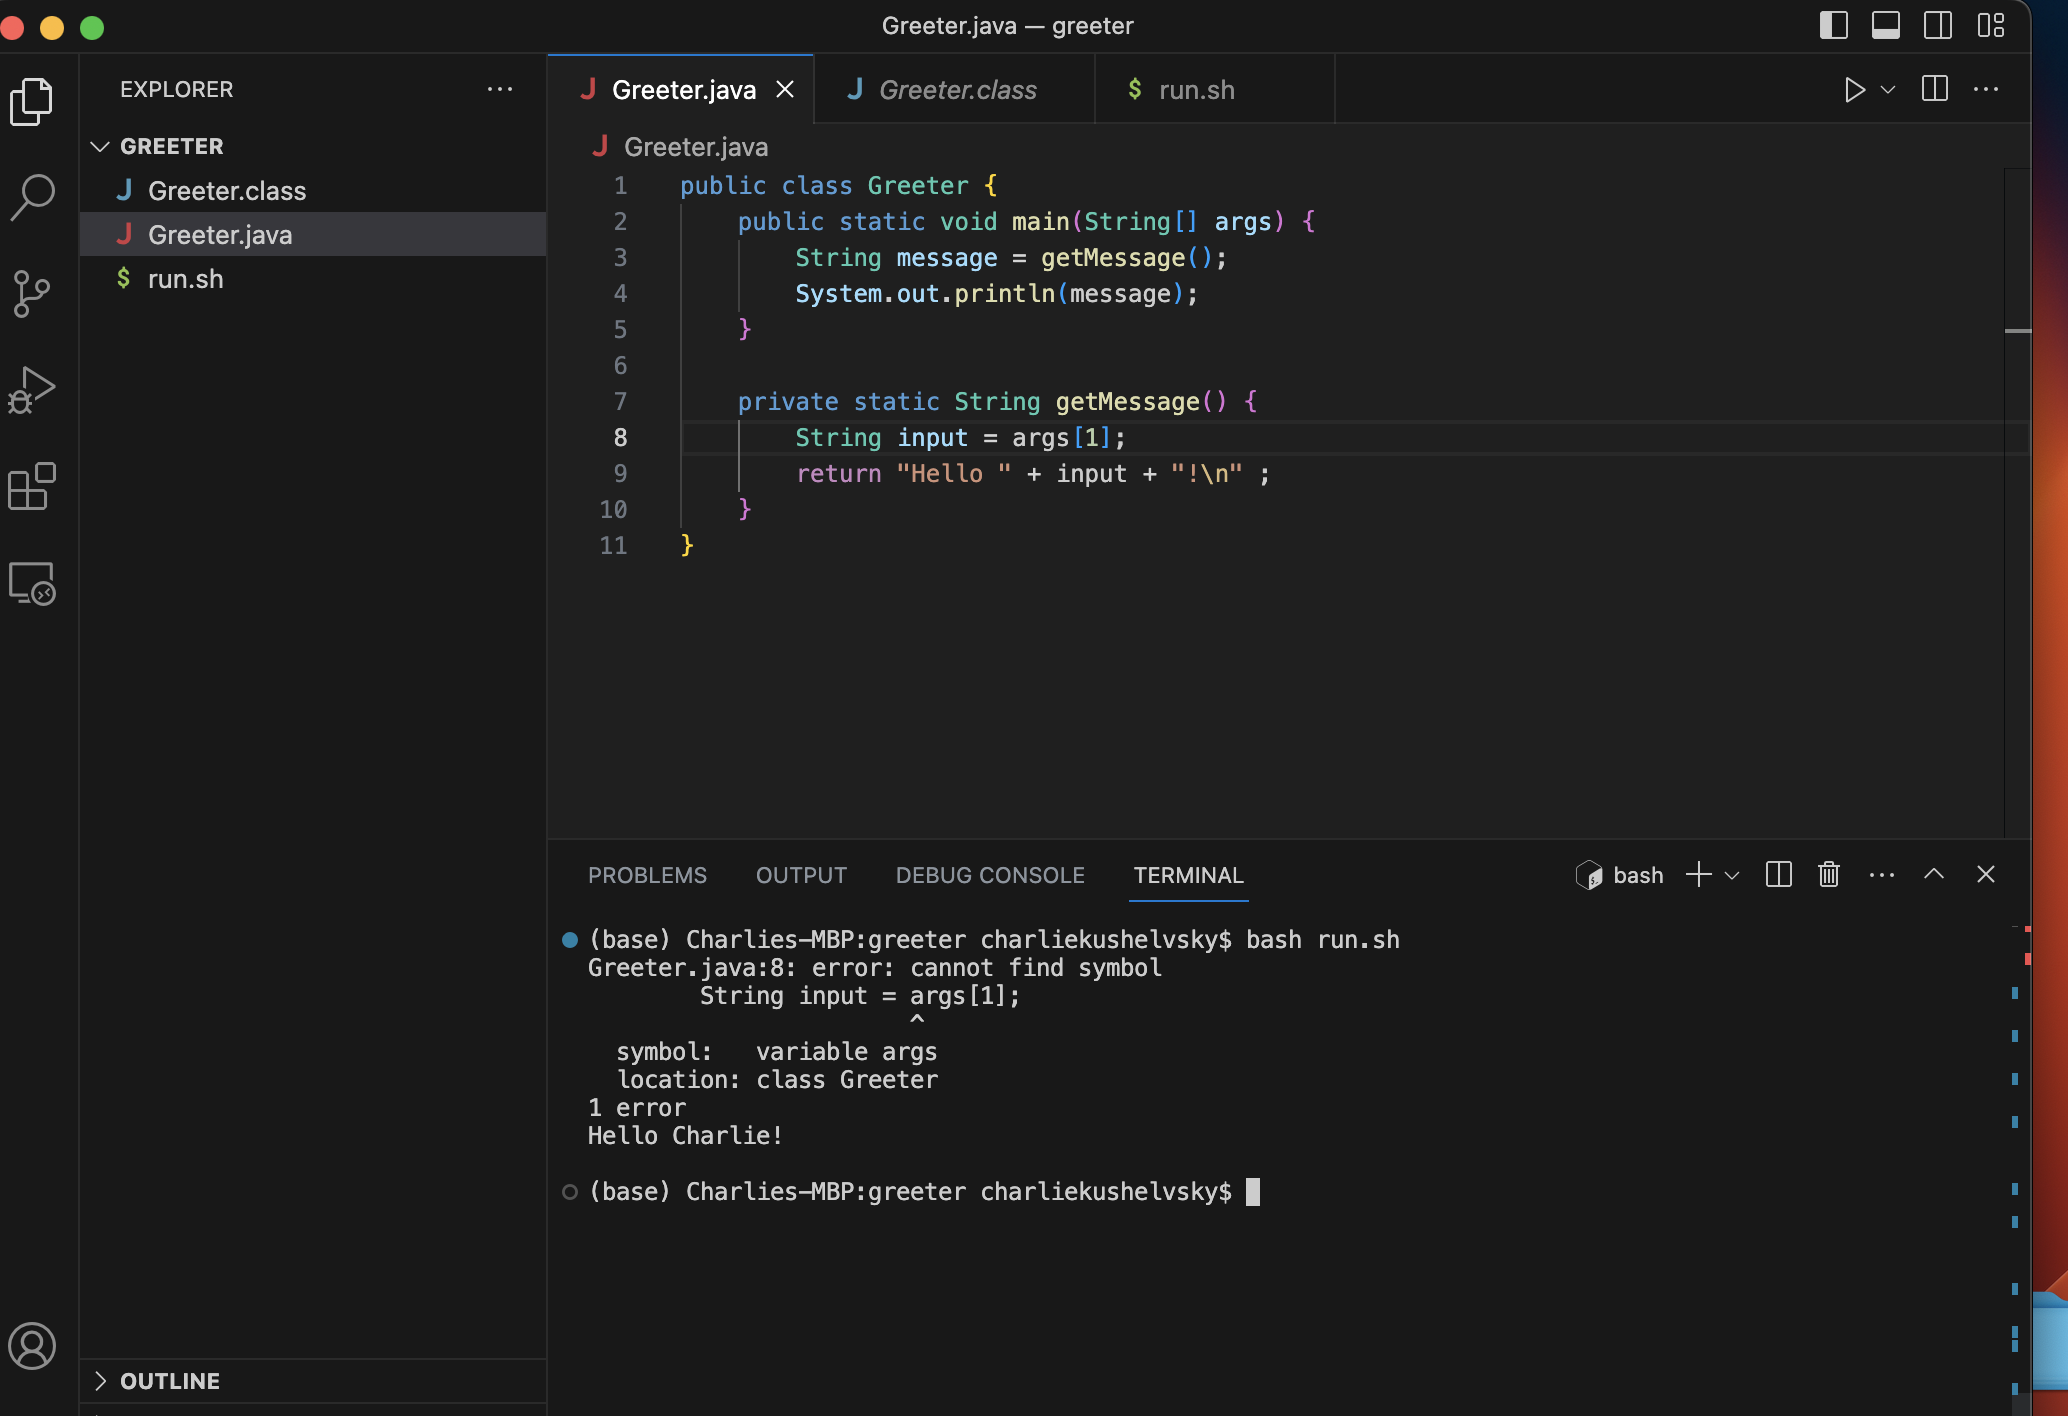 Greeter.java — greeter
EXPLORER
GREETER
Greeter.class
Greeter.java
run.sh
OUTLINE
Greeter.java
Greeter.class
run.sh
Greeter.java
1 public class Greeter {
2 public static void main(String[] args) {
3 String message = getMessage();
4 System.out.println(message);
5 }
6
7 private static String getMessage() {
8 String input = args[1];
9 return "Hello " + input + "!\n" ;
10 }
11 }
PROBLEMS OUTPUT DEBUG CONSOLE TERMINAL
bash
(base) Charlies-MBP:greeter charliekushelvsky$ bash run.sh
Greeter.java:8: error: cannot find symbol
String input = args[1];
^
symbol: variable args
location: class Greeter
1 error
Hello Charlie!
(base) Charlies-MBP:greeter charliekushelvsky$